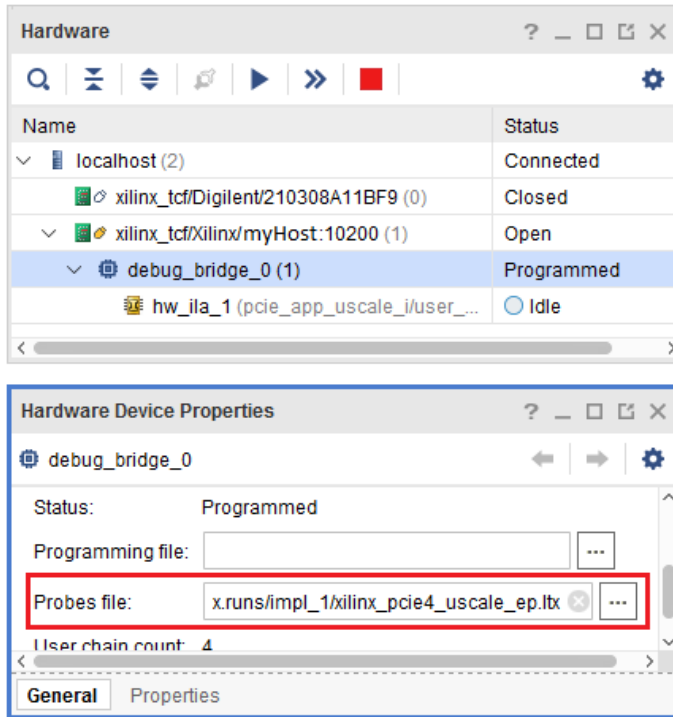 Hardware
Name Status
localhost (2) Connected
xilinx_tcf/Digilent/210308A11BF9 (0) Closed
xilinx_tcf/Xilinx/myHost:10200 (1) Open
debug_bridge_0 (1) Programmed
hw_ila_1 (pcie_app_uscale_i/user_... Idle
Hardware Device Properties
debug_bridge_0
Status: Programmed
Programming file: ...
Probes file: x.runs/impl_1/xilinx_pcie4_uscale_ep.ltx ...
User chain count: 4
General Properties